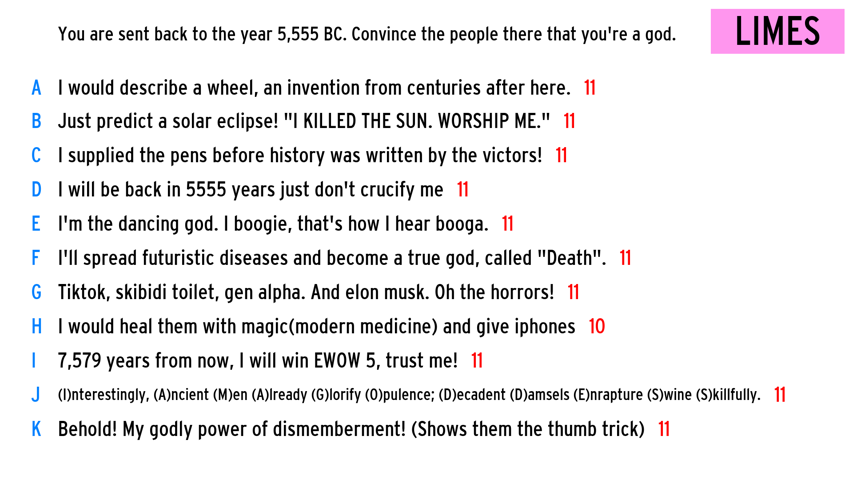 You are sent back to the year 5,555 BC. Convince the people there that you're a god.
LIMES
A I would describe a wheel, an invention from centuries after here. 11
B Just predict a solar eclipse! "I KILLED THE SUN. WORSHIP ME." 11
C I supplied the pens before history was written by the victors! 11
D I will be back in 5555 years just don't crucify me 11
E I'm the dancing god. I boogie, that's how I hear booga. 11
F I'll spread futuristic diseases and become a true god, called "Death". 11
G Tiktok, skibidi toilet, gen alpha. And elon musk. Oh the horrors! 11
H I would heal them with magic(modern medicine) and give iphones 10
I 7,579 years from now, I will win EWOW 5, trust me! 11
J (I)nterestingly, (A)ncient (M)en (A)lready (G)lorify (O)pulence; (D)ecadent (D)amsels (E)nrapture (S)wine (S)killfully. 11
K Behold! My godly power of dismemberment! (Shows them the thumb trick) 11